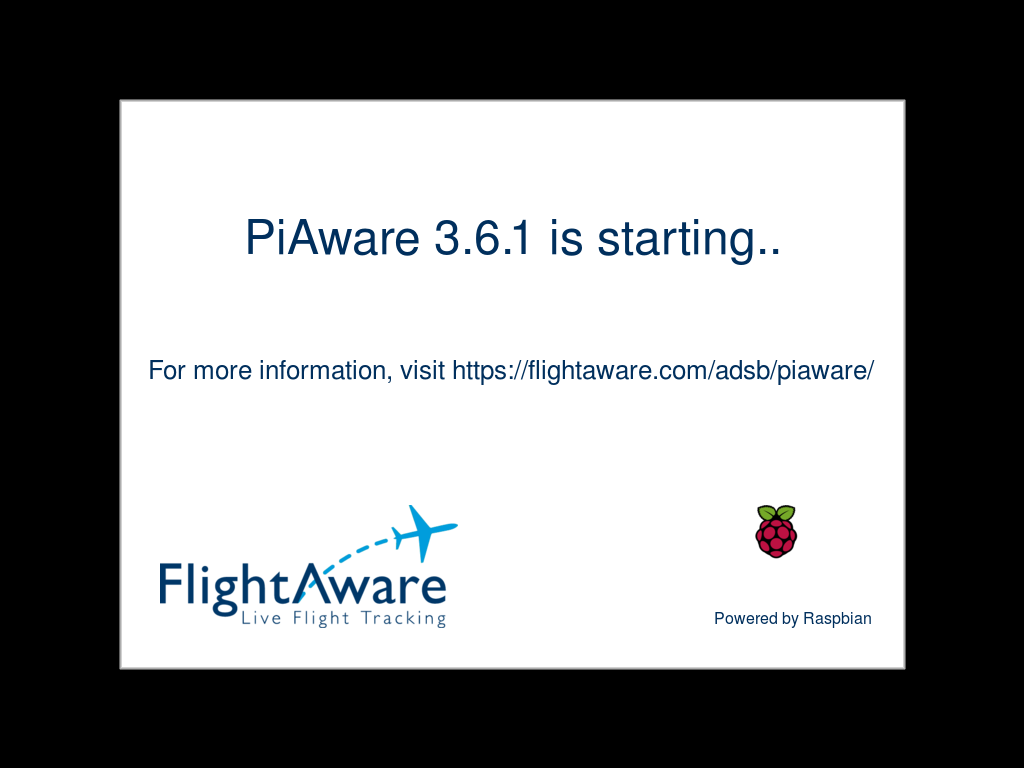 PiAware 3.6.1 is starting..
For more information, visit https://flightaware.com/adsb/piaware/
FlightAware
Live Flight Tracking
Powered by Raspbian